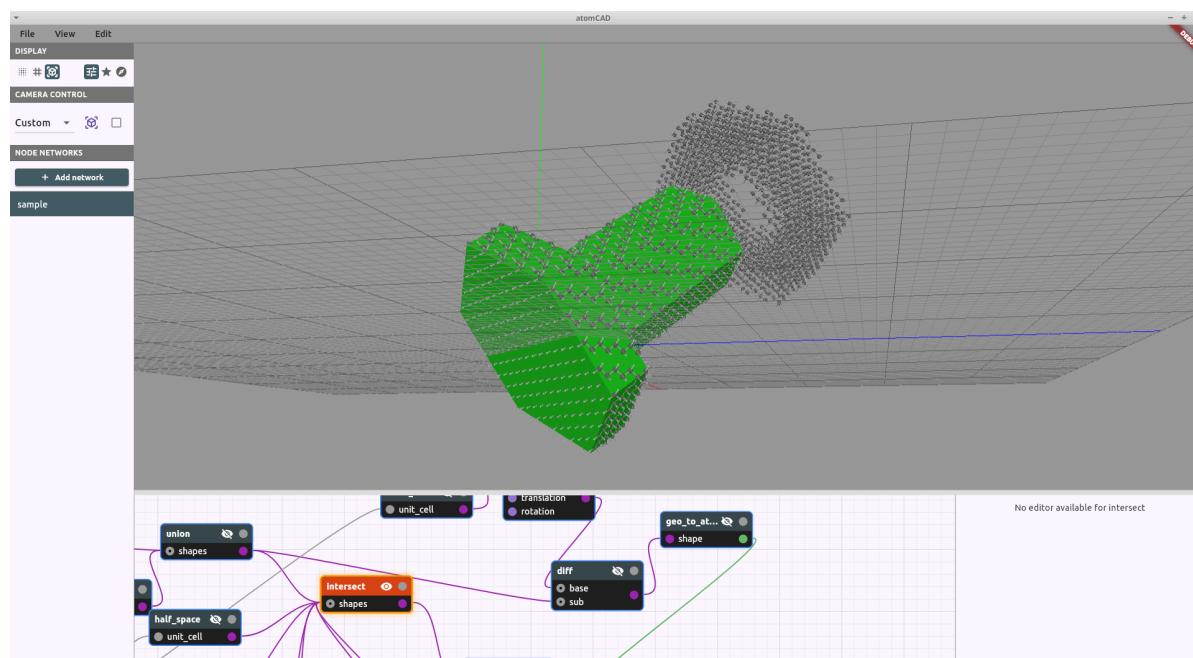 atomCAD
File View Edit
DISPLAY
CAMERA CONTROL
Custom
NODE NETWORKS
+ Add network
sample
unit_cell
translation
rotation
union
shapes
geo_to_at...
shape
No editor available for intersect
diff
base
sub
intersect
shapes
half_space
unit_cell